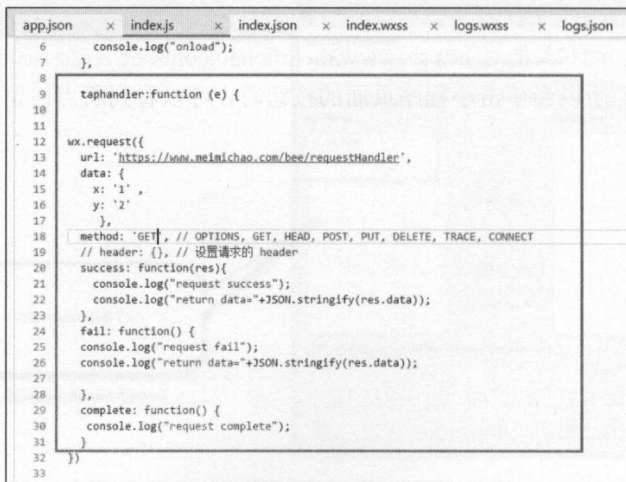 app.json × index.js × index.json × index.wxss × logs.wxss × logs.json
6 console.log("onload");
7 },
8
9 taphandler:function (e) {
10
11
12 wx.request({
13 url: 'https://www.meimichao.com/bee/requestHandler',
14 data: {
15 x: '1' ,
16 y: '2'
17 },
18 method: 'GET', // OPTIONS, GET, HEAD, POST, PUT, DELETE, TRACE, CONNECT
19 // header: {}, // 设置请求的 header
20 success: function(res){
21 console.log("request success");
22 console.log("return data="+JSON.stringify(res.data));
23 },
24 fail: function() {
25 console.log("request fail");
26 console.log("return data="+JSON.stringify(res.data));
27
28 },
29 complete: function() {
30 console.log("request complete");
31 }
32 })
33